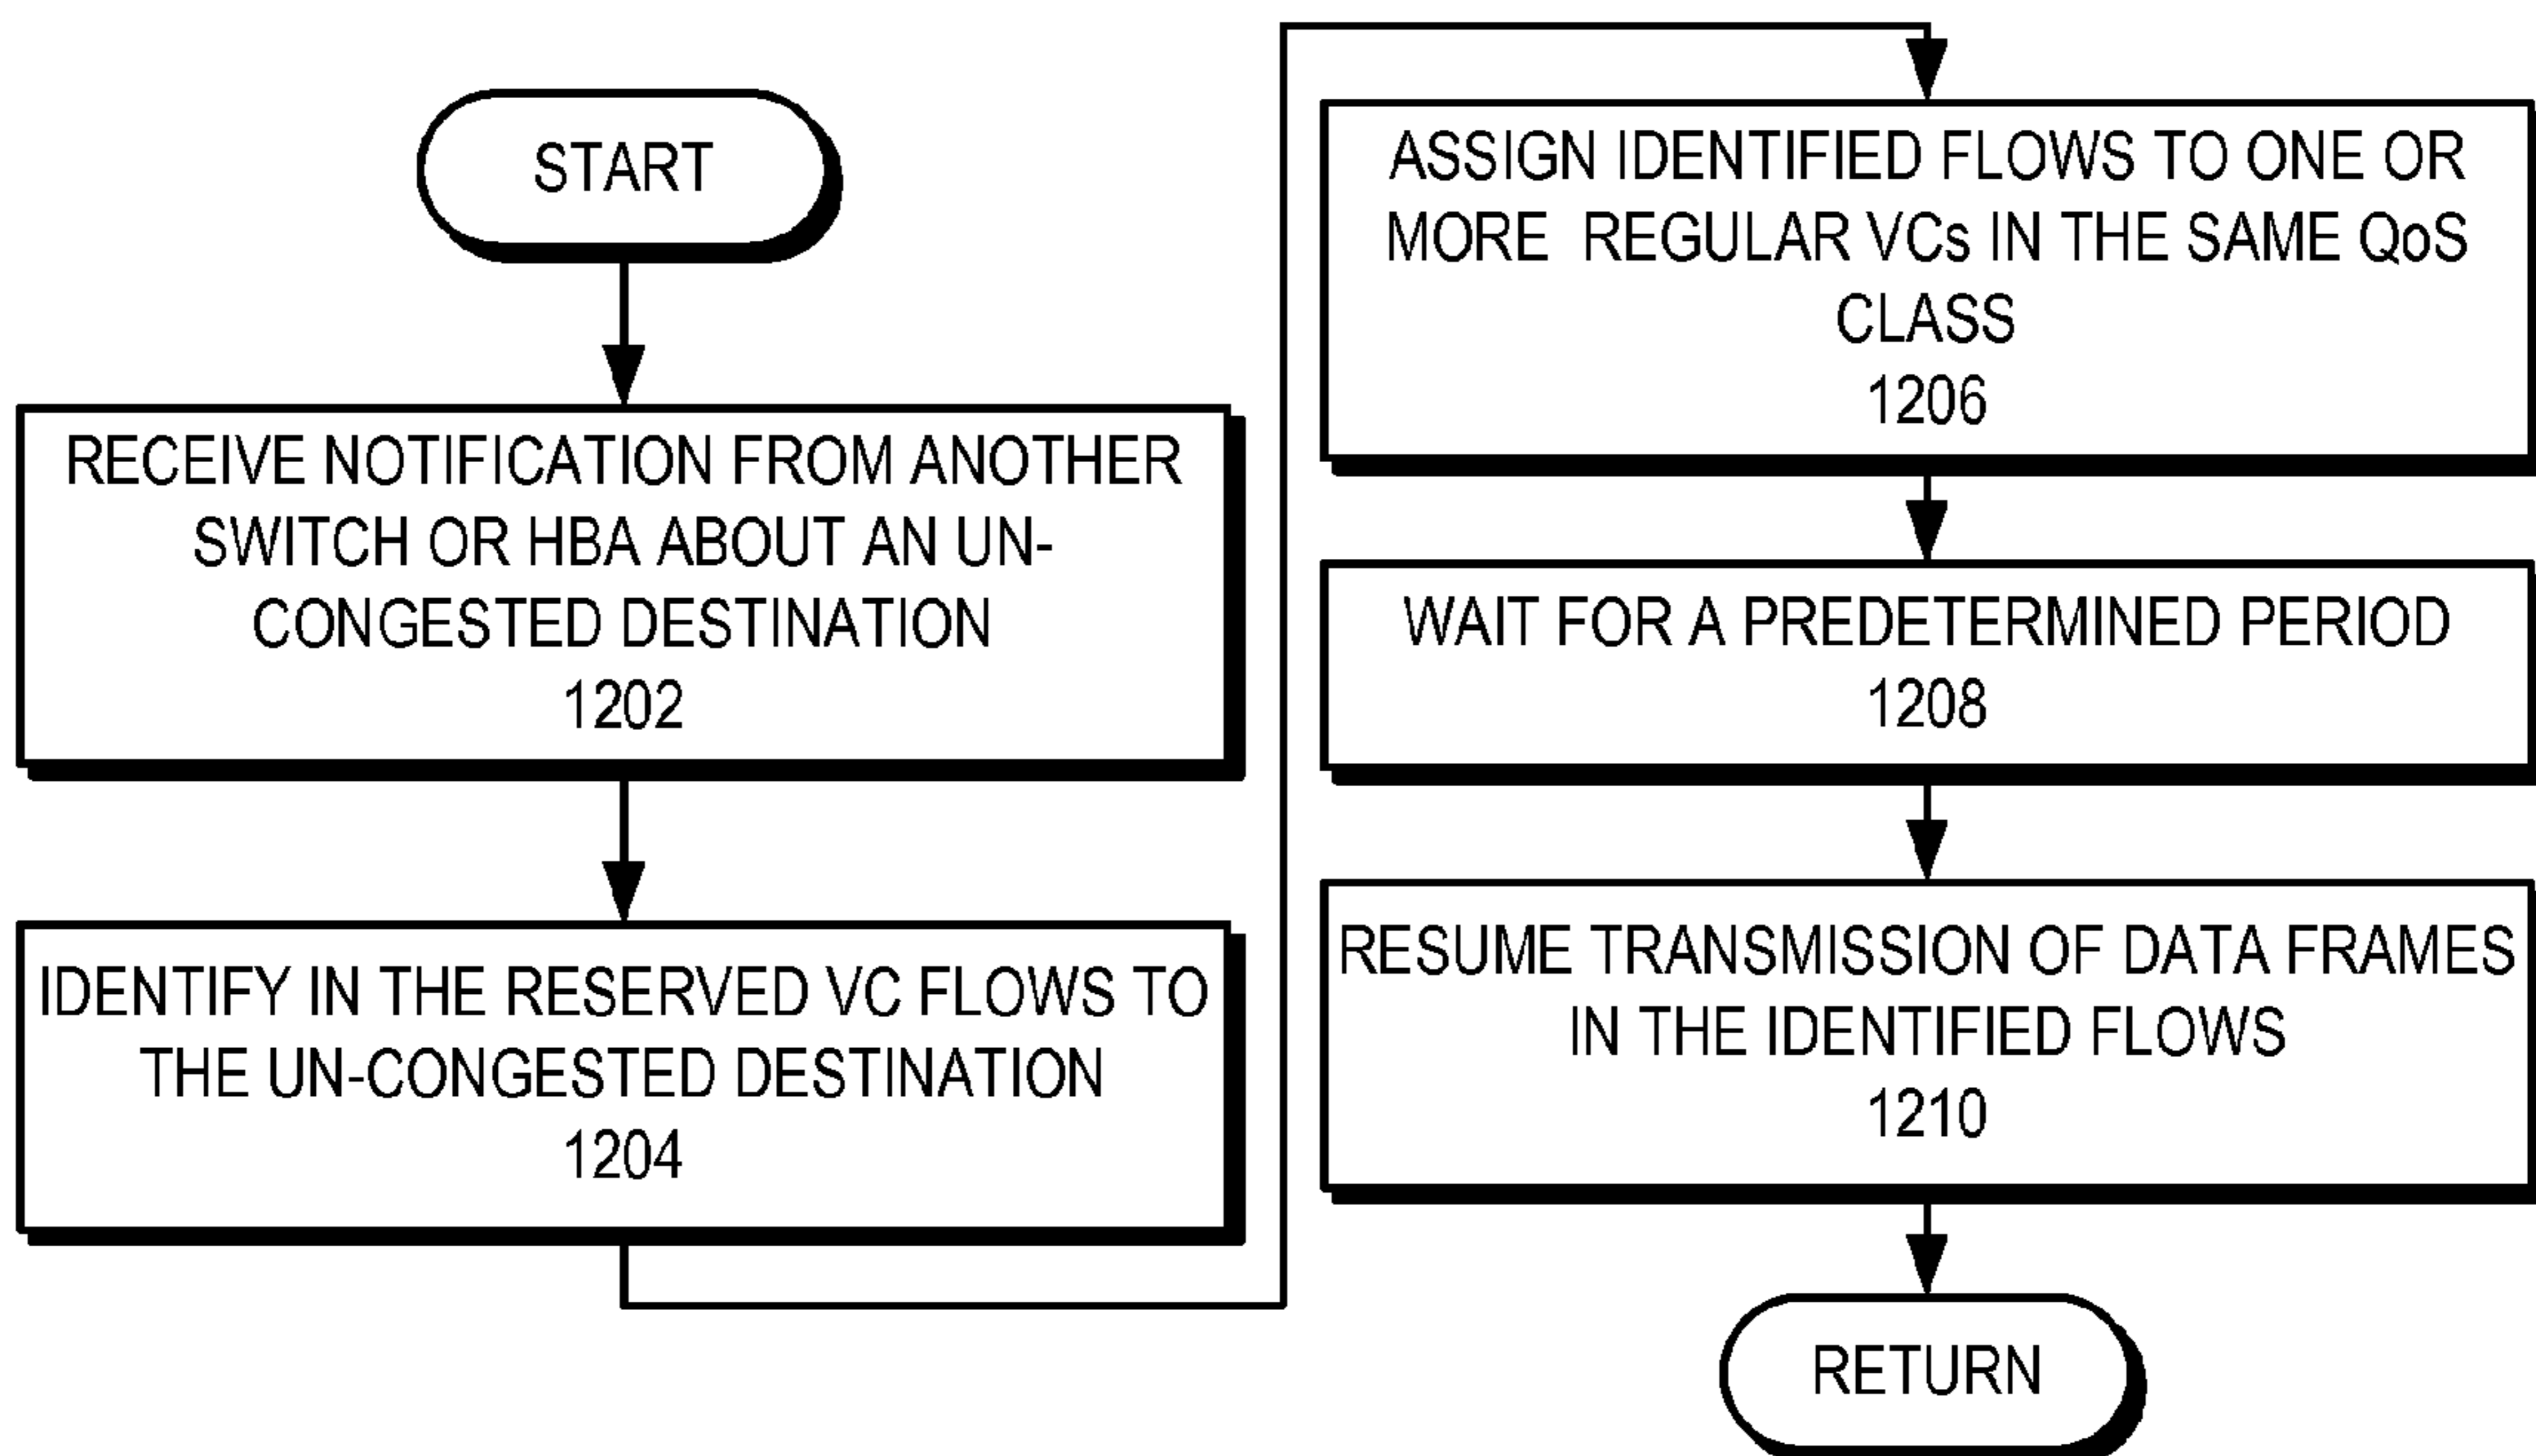 START
RECEIVE NOTIFICATION FROM ANOTHER
SWITCH OR HBA ABOUT AN UN-
CONGESTED DESTINATION
1202
IDENTIFY IN THE RESERVED VC FLOWS TO
THE UN-CONGESTED DESTINATION
1204
ASSIGN IDENTIFIED FLOWS TO ONE OR
MORE REGULAR VCs IN THE SAME QoS
CLASS
1206
WAIT FOR A PREDETERMINED PERIOD
1208
RESUME TRANSMISSION OF DATA FRAMES
IN THE IDENTIFIED FLOWS
1210
RETURN